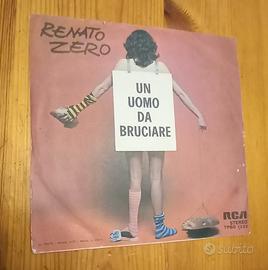 RENATO
ZERO
UN
UOMO
DA
BRUCIARE
RCA
STEREO
subito